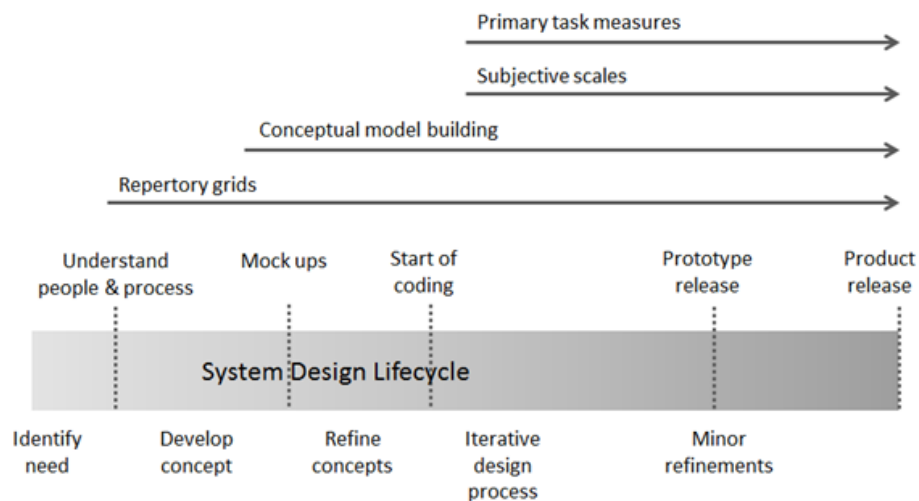 Primary task measures
Subjective scales
Conceptual model building
Repertory grids
Understand
people & process
Mock ups
Start of
coding
Prototype
release
Product
release
System Design Lifecycle
Identify
need
Develop
concept
Refine
concepts
Iterative
design
process
Minor
refinements